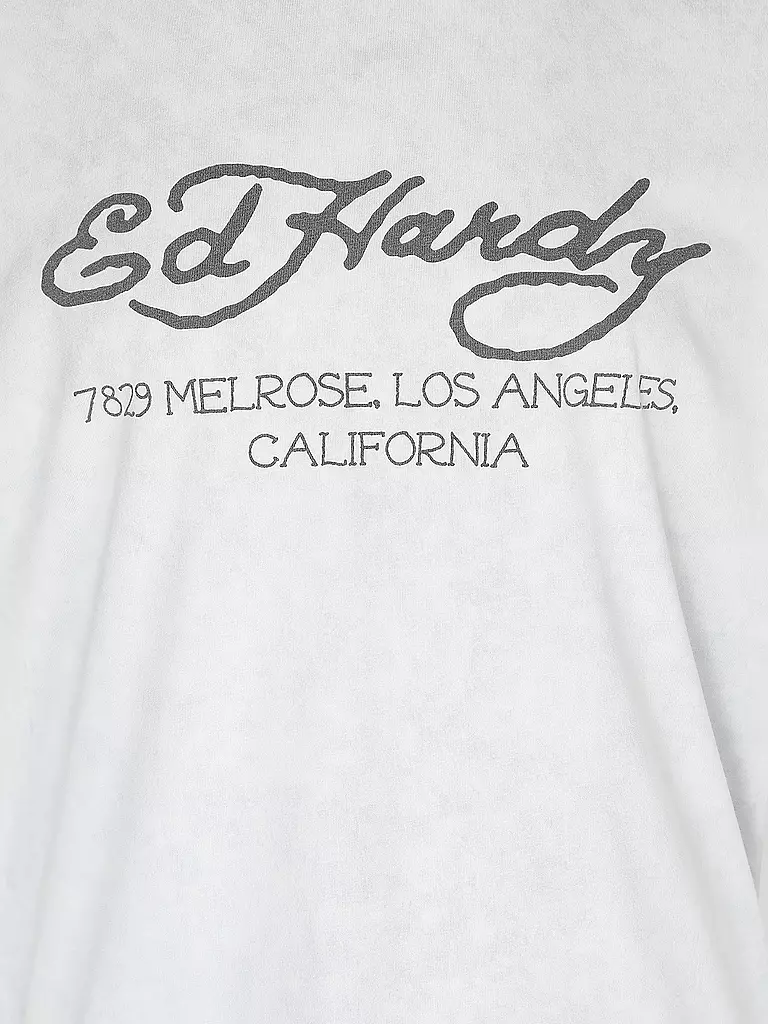 Ed Hardy
7829 MELROSE, LOS ANGELES,
CALIFORNIA